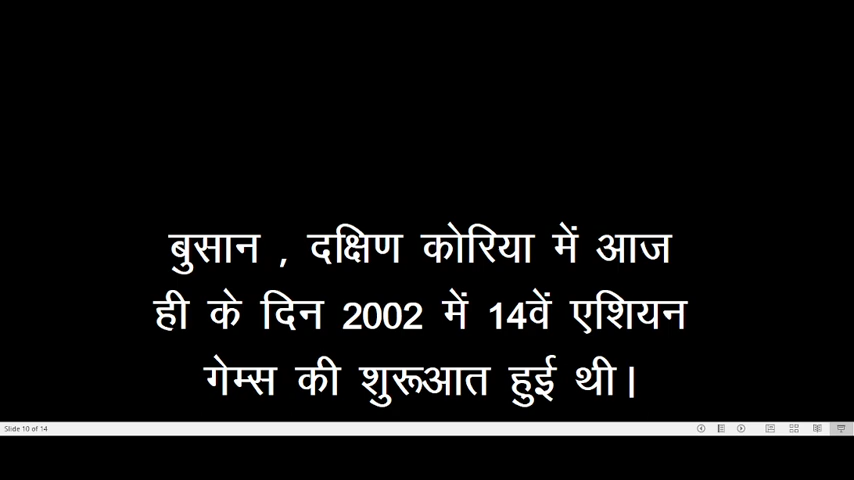 बुसान , दक्षिण कोरिया में आज
ही के दिन 2002 में 14वें एशियन
गेम्स की शुरूआत हुई थी।
Slide 10 of 14